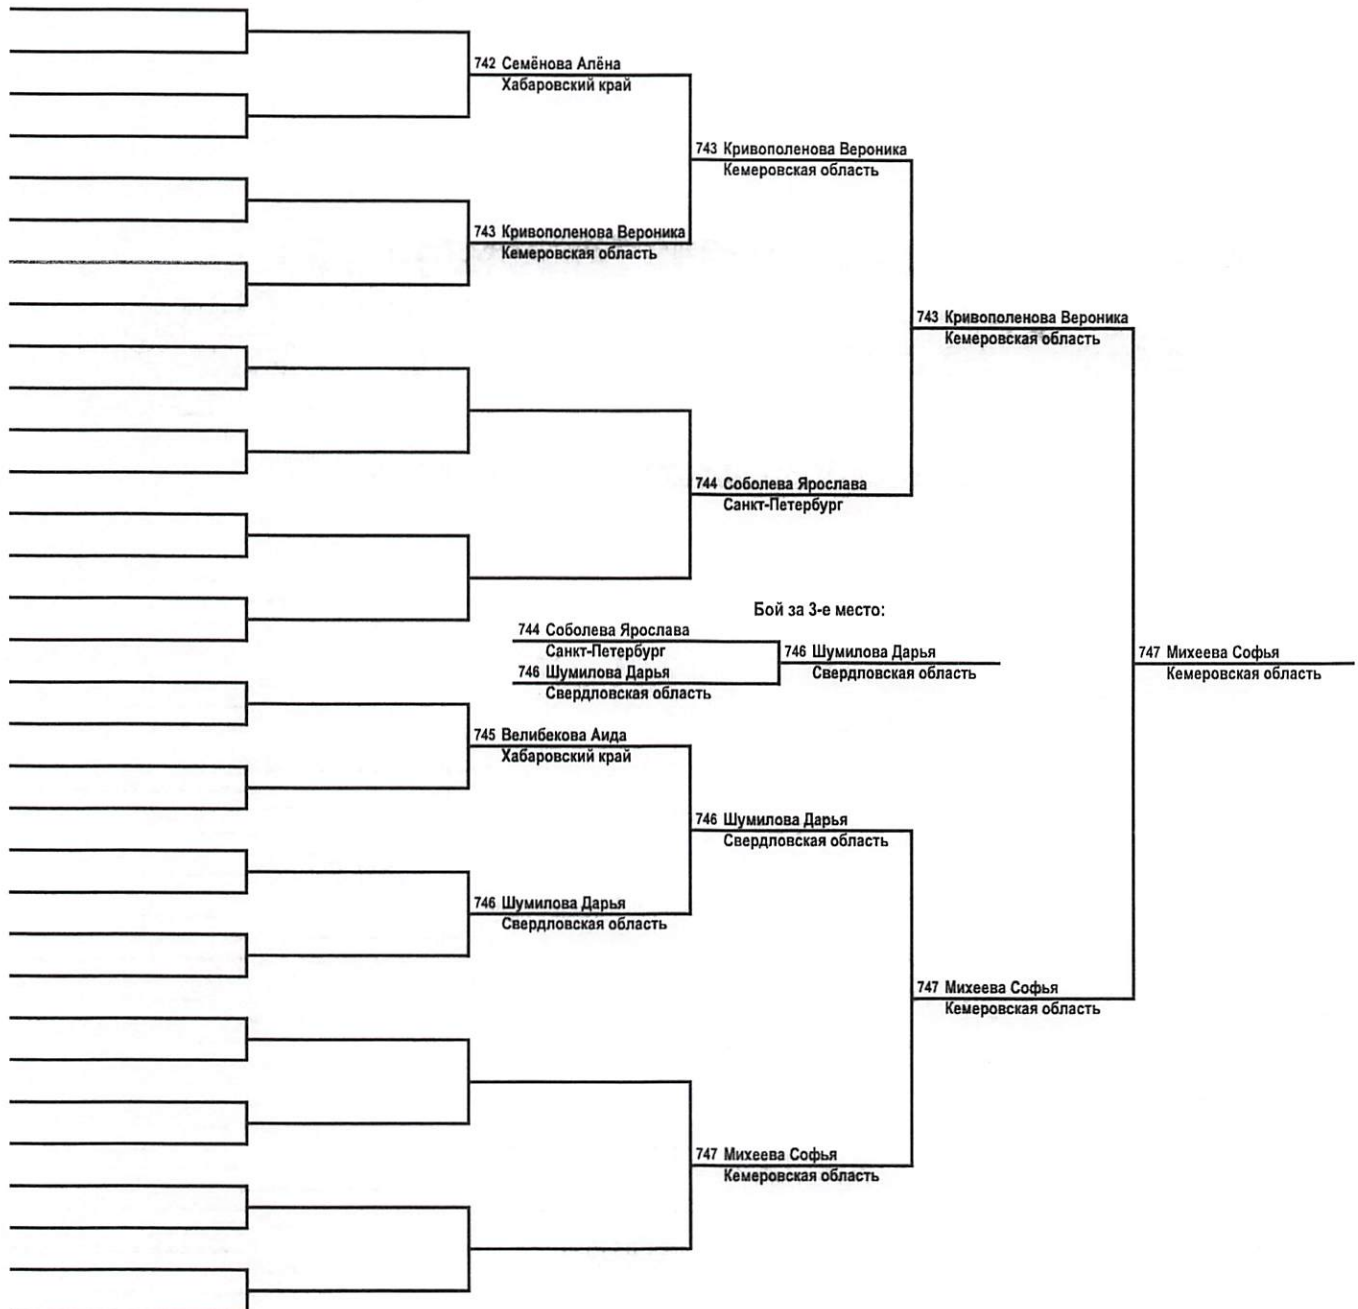 742 Семёнова Алёна
Хабаровский край
743 Кривополенова Вероника
Кемеровская область
743 Кривополенова Вероника
Кемеровская область
743 Кривополенова Вероника
Кемеровская область
744 Соболева Ярослава
Санкт-Петербург
Бой за 3-е место:
744 Соболева Ярослава
Санкт-Петербург
746 Шумилова Дарья
Свердловская область
746 Шумилова Дарья
Свердловская область
747 Михеева Софья
Кемеровская область
745 Велибекова Аида
Хабаровский край
746 Шумилова Дарья
Свердловская область
746 Шумилова Дарья
Свердловская область
747 Михеева Софья
Кемеровская область
747 Михеева Софья
Кемеровская область